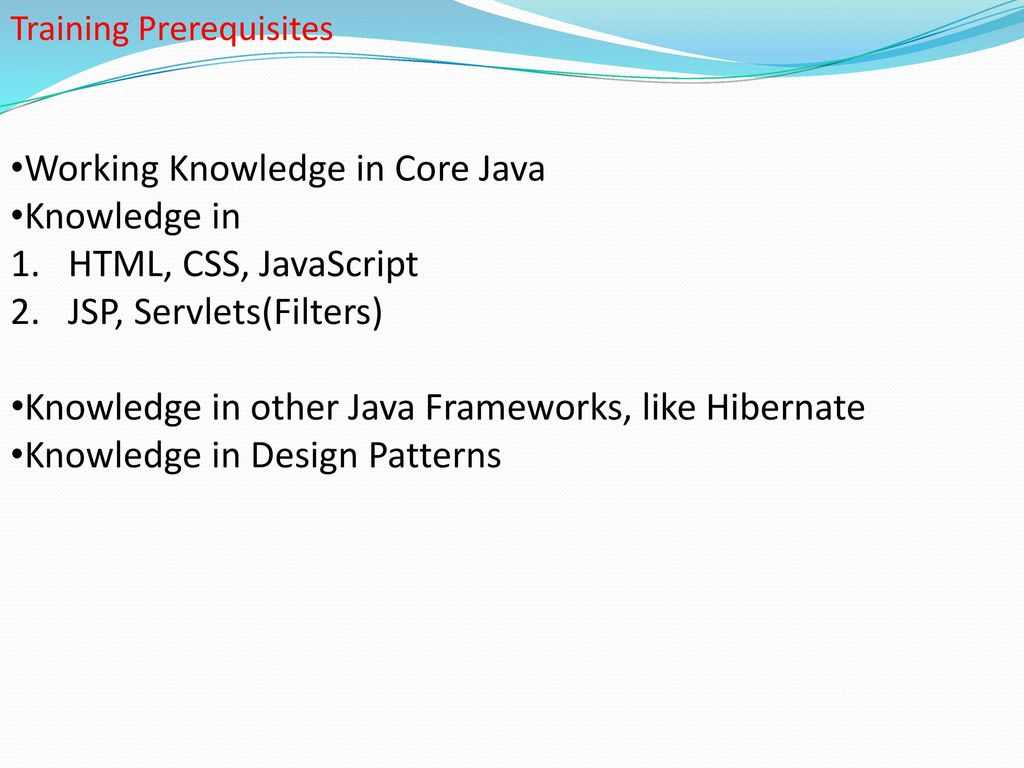 Training Prerequisites
•Working Knowledge in Core Java
•Knowledge in
1. HTML, CSS, JavaScript
2. JSP, Servlets(Filters)
•Knowledge in other Java Frameworks, like Hibernate
•Knowledge in Design Patterns